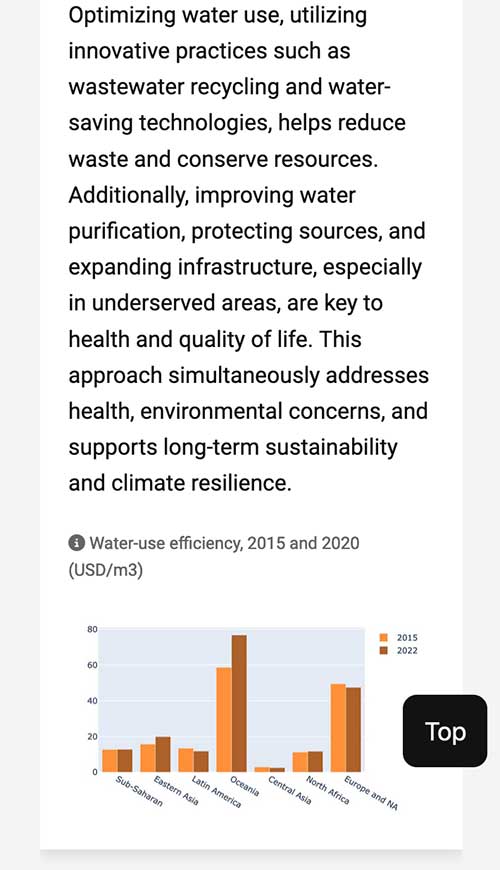 Optimizing water use, utilizing
innovative practices such as
wastewater recycling and water-
saving technologies, helps reduce
waste and conserve resources.
Additionally, improving water
purification, protecting sources, and
expanding infrastructure, especially
in underserved areas, are key to
health and quality of life. This
approach simultaneously addresses
health, environmental concerns, and
supports long-term sustainability
and climate resilience.
Water-use efficiency, 2015 and 2020
(USD/m3)
80
60
40
20
0
2015
2022
Sub-Saharan
Eastern Asia
Latin America
Oceania
Central Asia
North Africa
Europe and NA
Top